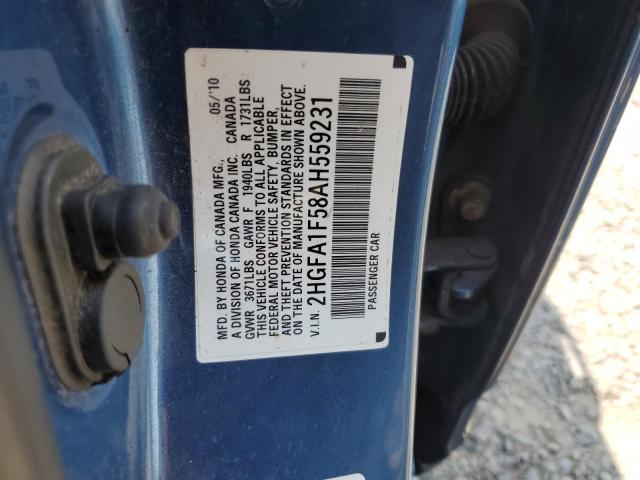 MFD. BY HONDA OF CANADA MFG., 05/'10
A DIVISION OF HONDA CANADA INC. CANADA
GVWR 3671LBS GAWR F 1940LBS R 1731LBS
THIS VEHICLE CONFORMS TO ALL APPLICABLE
FEDERAL MOTOR VEHICLE SAFETY, BUMPER,
AND THEFT PREVENTION STANDARDS IN EFFECT
ON THE DATE OF MANUFACTURE SHOWN ABOVE.
V.I.N. 2HGFA1F58AH559231
PASSENGER CAR